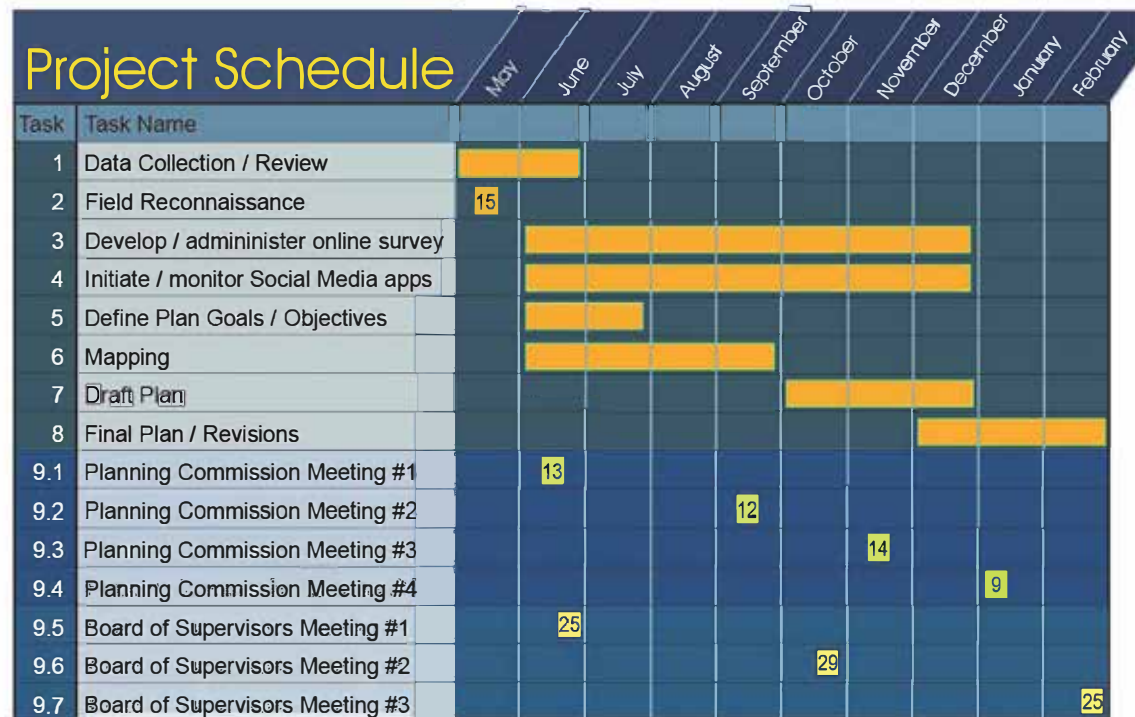 Project Schedule
May June July August September October November December January February
Task Task Name
1 Data Collection / Review
2 Field Reconnaissance 15
3 Develop / admininister online survey
4 Initiate / monitor Social Media apps
5 Define Plan Goals / Objectives
6 Mapping
7 Draft Plan
8 Final Plan / Revisions
9.1 Planning Commission Meeting #1 13
9.2 Planning Commission Meeting #2 12
9.3 Planning Commission Meeting #3 14
9.4 Planning Commission Meeting #4 9
9.5 Board of Supervisors Meeting #1 25
9.6 Board of Supervisors Meeting #2 29
9.7 Board of Supervisors Meeting #3 25